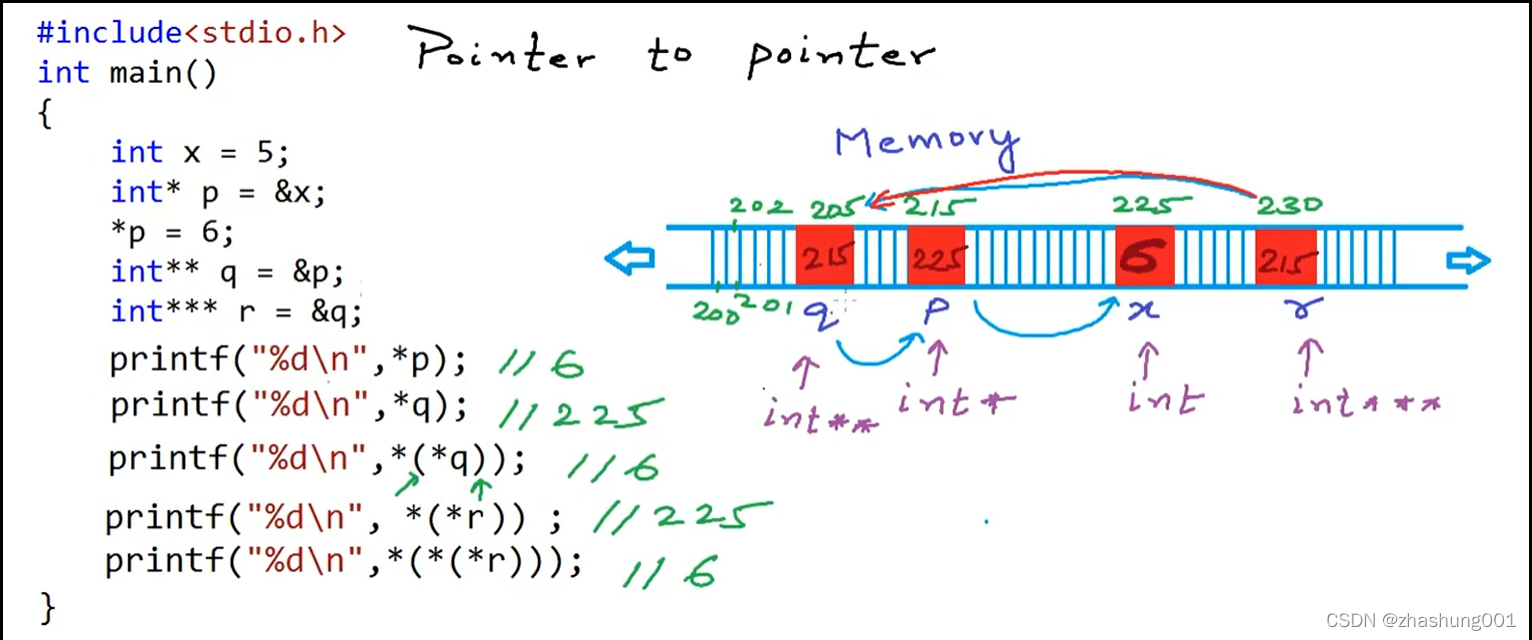 #include<stdio.h>
Pointer to pointer
int main()
{
int x = 5;
int* p = &x;
*p = 6;
int** q = &p;
int*** r = &q;
printf("%d\n",*p); // 6
printf("%d\n",*q); // 225
printf("%d\n",*(*q)); // 6
printf("%d\n", *(*r)) ; // 225
printf("%d\n",*(*(*r))); // 6
}
Memory
202 205 215 225 230
215 225 6 215
200 201 q p x r
int** int* int int***
CSDN @zhashung001